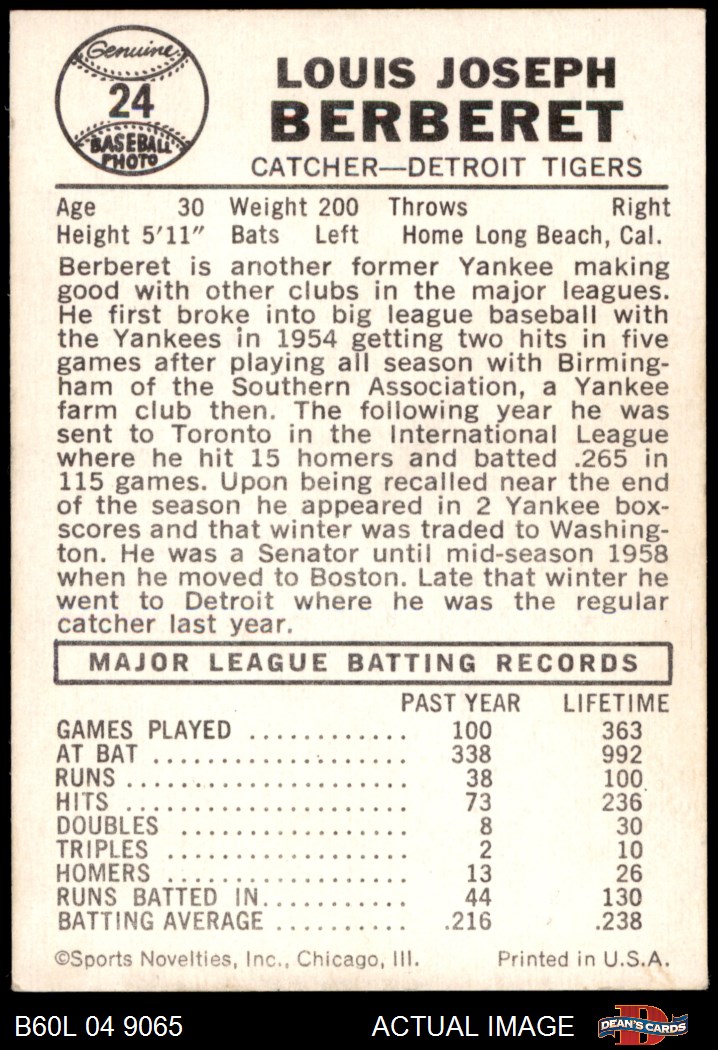 Genuine
24
BASEBALL
PHOTO
LOUIS JOSEPH
BERBERET
CATCHER—DETROIT TIGERS
Age 30 Weight 200 Throws Right
Height 5'11" Bats Left Home Long Beach, Cal.
Berberet is another former Yankee making
good with other clubs in the major leagues.
He first broke into big league baseball with
the Yankees in 1954 getting two hits in five
games after playing all season with Birming-
ham of the Southern Association, a Yankee
farm club then. The following year he was
sent to Toronto in the International League
where he hit 15 homers and batted .265 in
115 games. Upon being recalled near the end
of the season he appeared in 2 Yankee box-
scores and that winter was traded to Washing-
ton. He was a Senator until mid-season 1958
when he moved to Boston. Late that winter he
went to Detroit where he was the regular
catcher last year.
MAJOR LEAGUE BATTING RECORDS
PAST YEAR LIFETIME
GAMES PLAYED ........... 100 363
AT BAT ................... 338 992
RUNS ..................... 38 100
HITS ..................... 73 236
DOUBLES ................. 8 30
TRIPLES .................. 2 10
HOMERS .................. 13 26
RUNS BATTED IN........... 44 130
BATTING AVERAGE .......... .216 .238
©Sports Novelties, Inc., Chicago, Ill. Printed in U.S.A.
B60L 04 9065 ACTUAL IMAGE DEAN'S CARDS